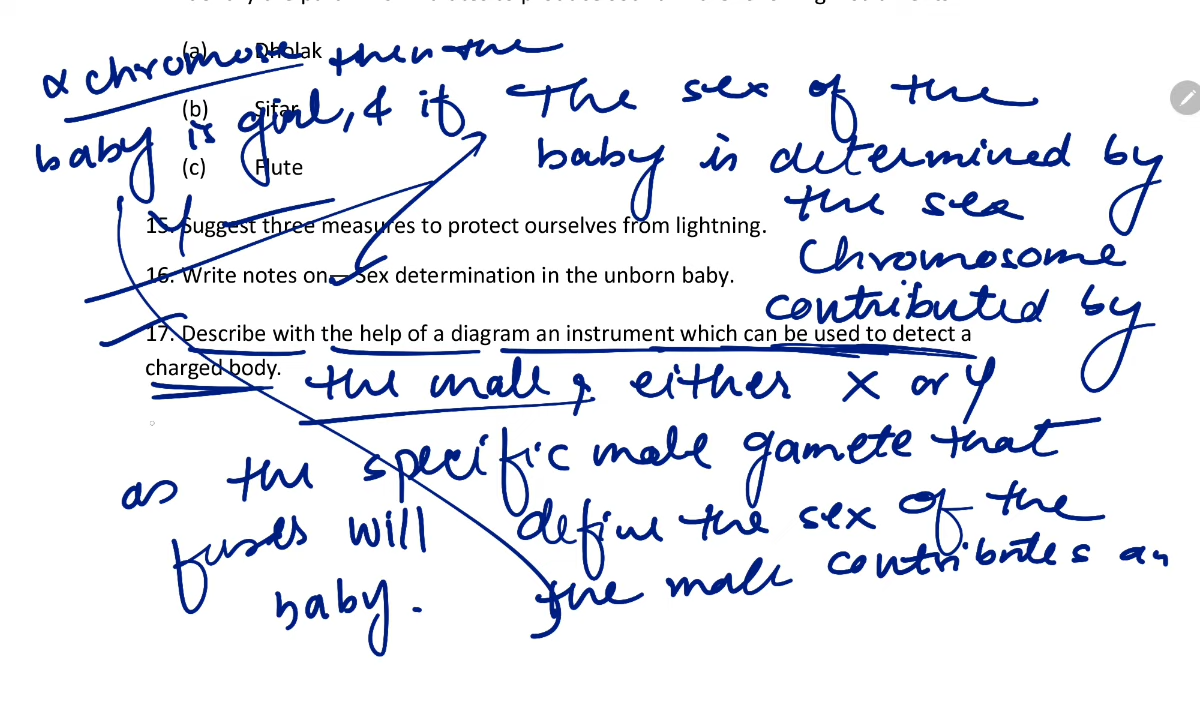 (a) Dholak
(b) Sitar
(c) Flute
15. Suggest three measures to protect ourselves from lightning.
16. Write notes on – Sex determination in the unborn baby.
17. Describe with the help of a diagram an instrument which can be used to detect a
charged body.
The sex of the
baby is determined by
the sex
Chromosome
contributed by
the male, either X or Y
as the specific male gamete that
fuses will define the sex of the
baby. If the male contributes an
X chromosome then the
baby is girl, & if
Y